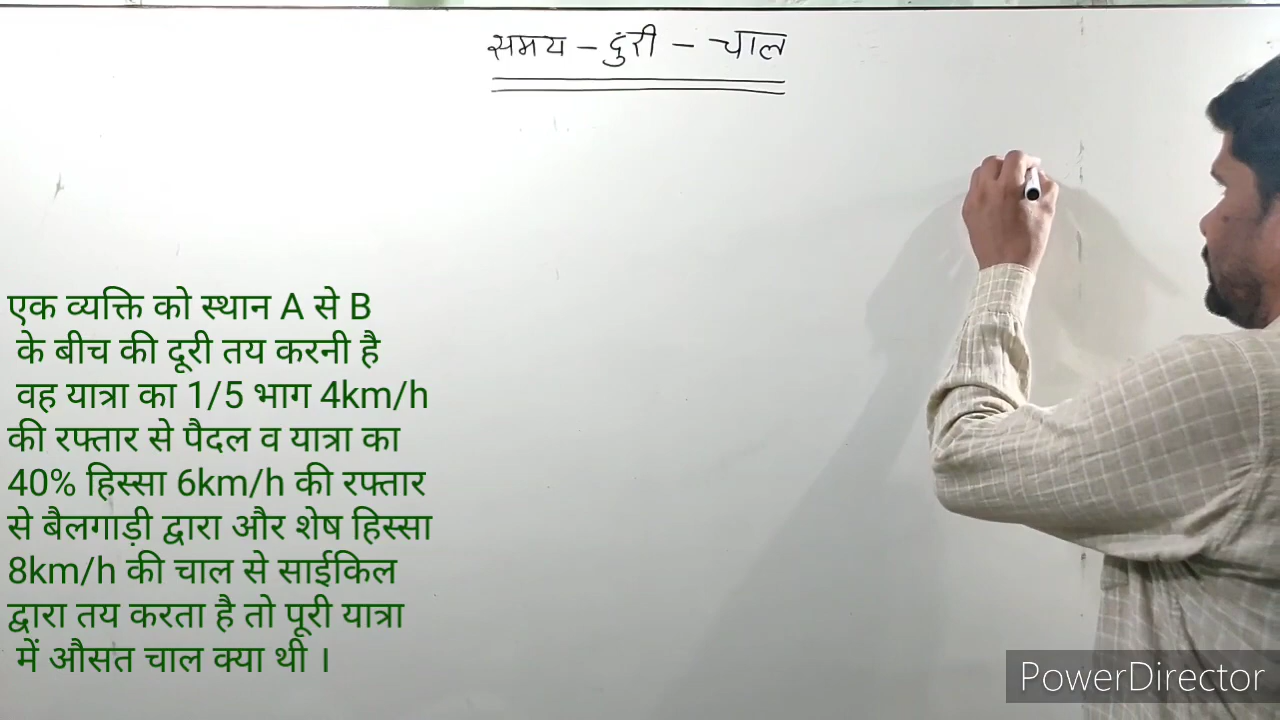 समय - दुरी - चाल
एक व्यक्ति को स्थान A से B
के बीच की दूरी तय करनी है
वह यात्रा का 1/5 भाग 4km/h
की रफ्तार से पैदल व यात्रा का
40% हिस्सा 6km/h की रफ्तार
से बैलगाड़ी द्वारा और शेष हिस्सा
8km/h की चाल से साईकिल
द्वारा तय करता है तो पूरी यात्रा
में औसत चाल क्या थी ।
PowerDirector